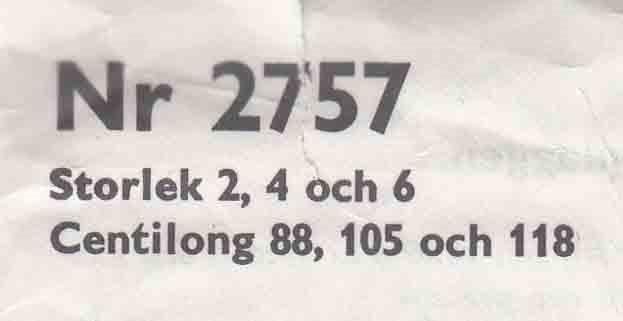 Nr 2757
Storlek 2, 4 och 6
Centilong 88, 105 och 118